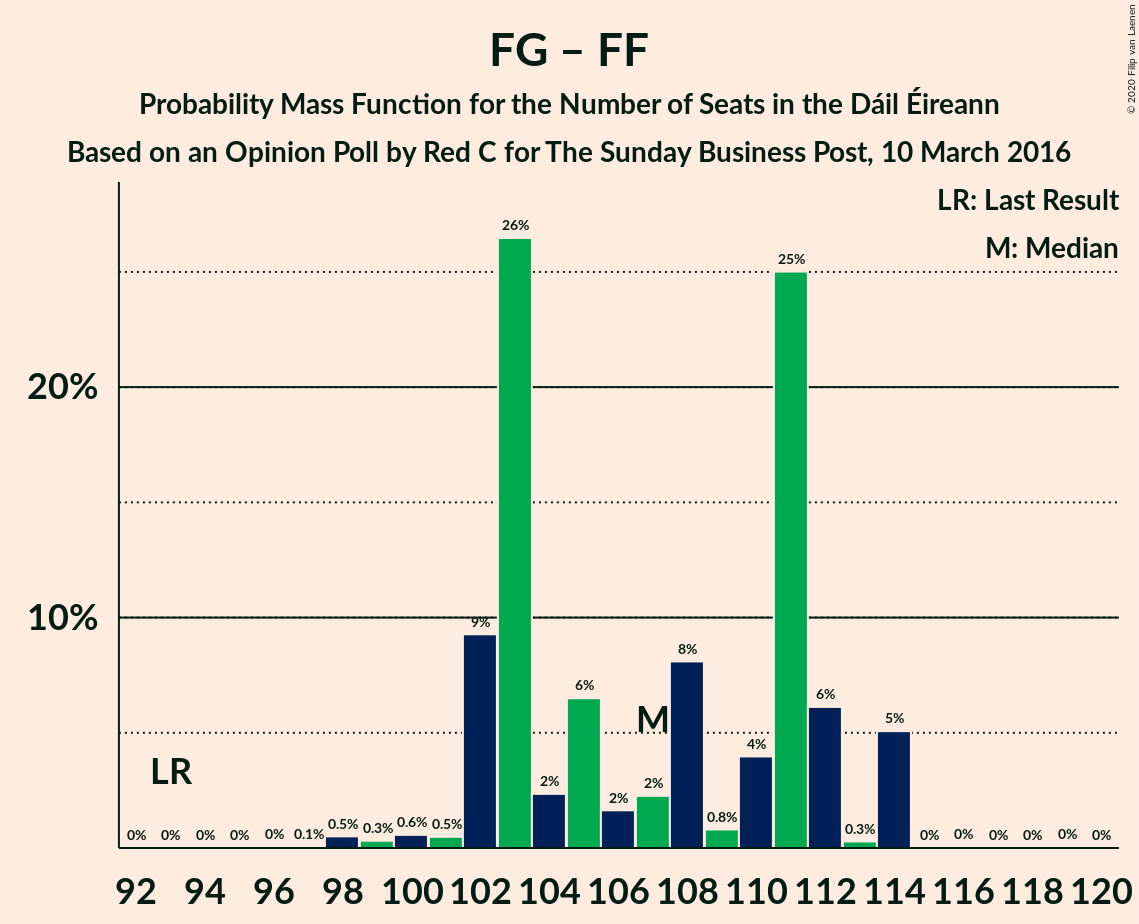 FG – FF
Probability Mass Function for the Number of Seats in the Dáil Éireann
Based on an Opinion Poll by Red C for The Sunday Business Post, 10 March 2016
© 2020 Filip van Laenen
LR: Last Result
M: Median
20%
10%
0% 0% 0% 0% 0% 0.1% 0.5% 0.3% 0.6% 0.5% 9% 26% 2% 6% 2% 2% 8% 0.8% 4% 25% 6% 0.3% 5% 0% 0% 0% 0% 0% 0%
LR
M
92 94 96 98 100 102 104 106 108 110 112 114 116 118 120